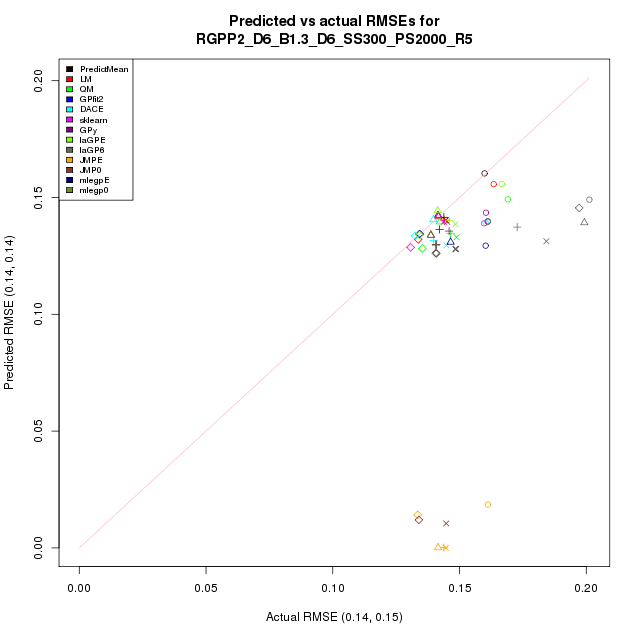 Predicted vs actual RMSEs for
RGPP2_D6_B1.3_D6_SS300_PS2000_R5
PredictMean
LM
QM
GPfit2
DACE
sklearn
GPy
laGPE
laGP6
JMPE
JMP0
mlegpE
mlegp0
Predicted RMSE (0.14, 0.14)
0.20
0.15
0.10
0.05
0.00
0.00 0.05 0.10 0.15 0.20
Actual RMSE (0.14, 0.15)